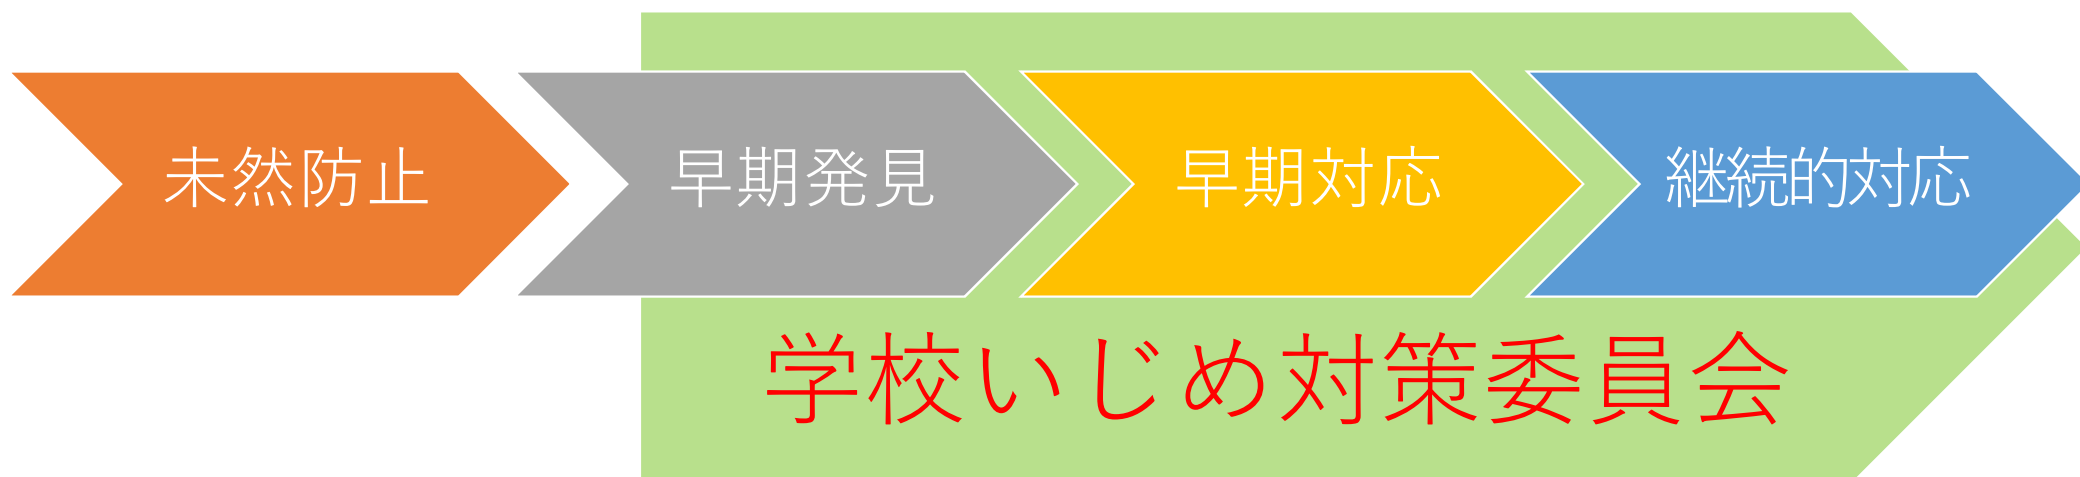 未然防止
早期発見
早期対応
継続的対応
学校いじめ対策委員会